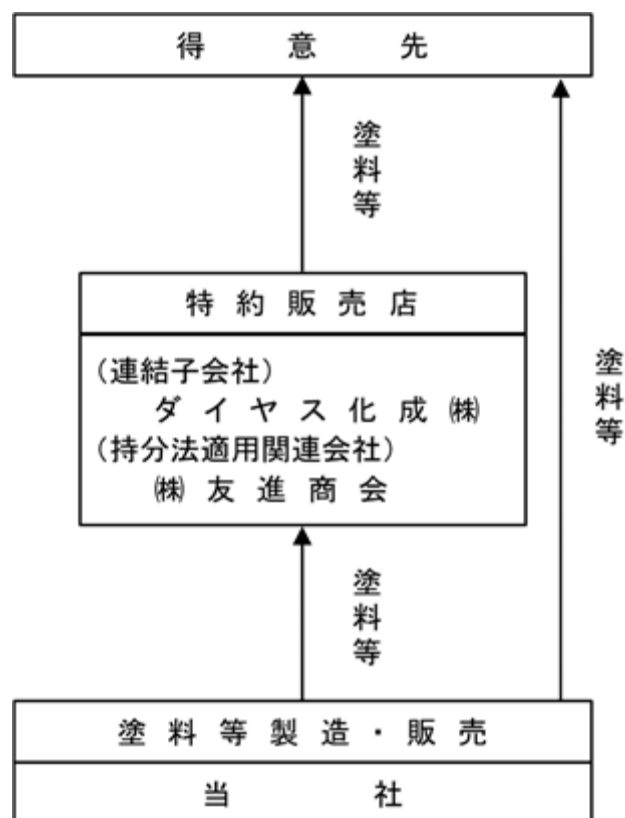 得意先
塗料等
特約販売店
（連結子会社）
ダイヤス化成㈱
（持分法適用関連会社）
㈱友進商会
塗料等
塗料等
塗料等製造・販売
当社